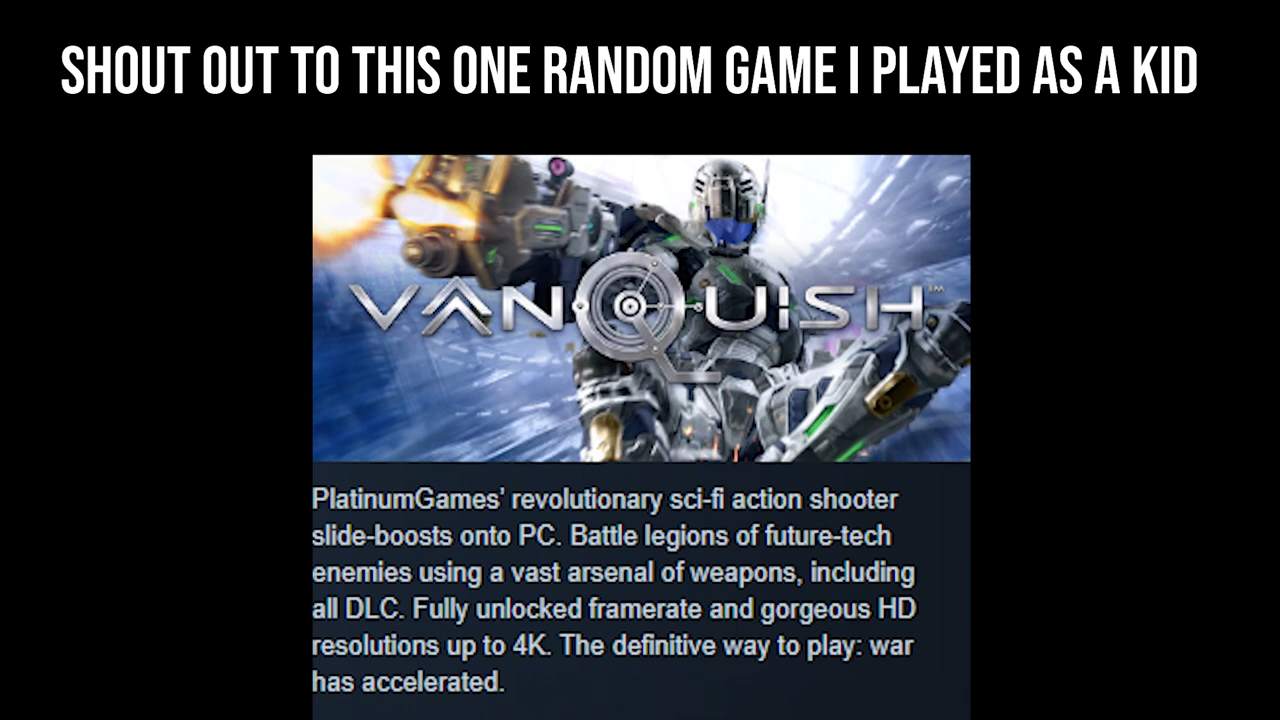 SHOUT OUT TO THIS ONE RANDOM GAME I PLAYED AS A KID
VANQUISH™
PlatinumGames' revolutionary sci-fi action shooter
slide-boosts onto PC. Battle legions of future-tech
enemies using a vast arsenal of weapons, including
all DLC. Fully unlocked framerate and gorgeous HD
resolutions up to 4K. The definitive way to play: war
has accelerated.